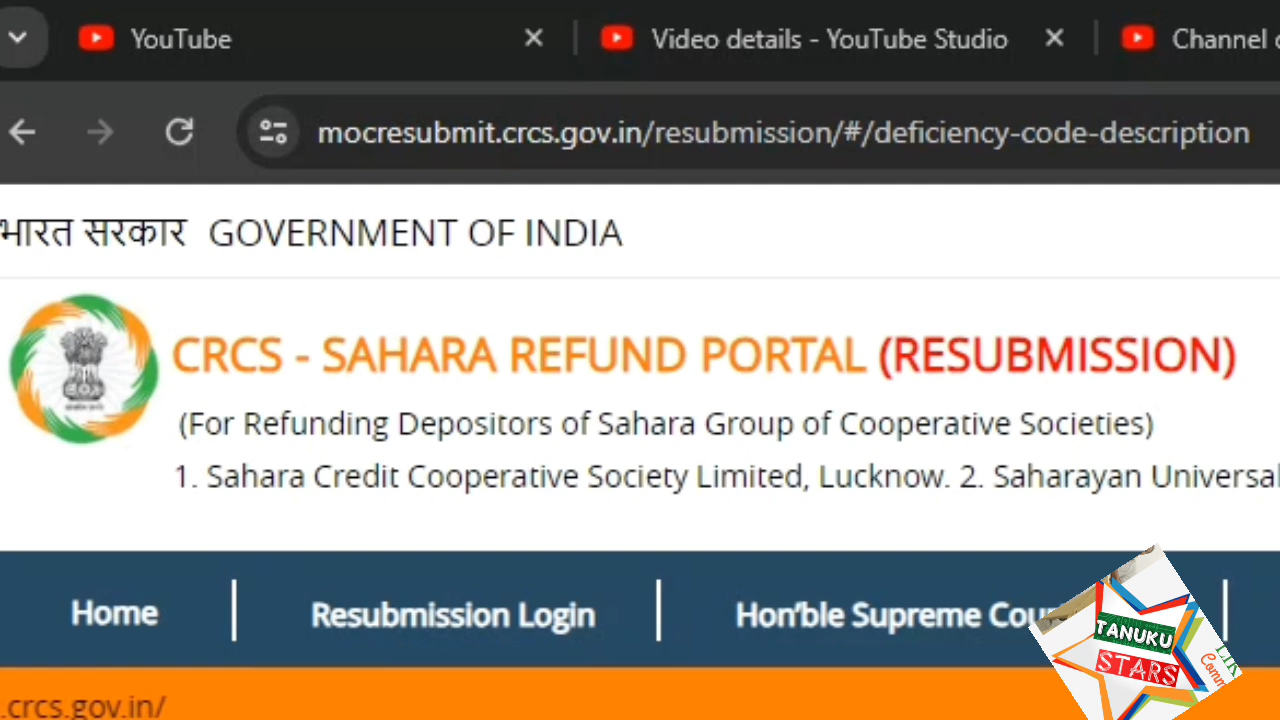 YouTube
Video details - YouTube Studio
Channel
mocresubmit.crcs.gov.in/resubmission/#/deficiency-code-description
भारत सरकार GOVERNMENT OF INDIA
CRCS - SAHARA REFUND PORTAL (RESUBMISSION)
(For Refunding Depositors of Sahara Group of Cooperative Societies)
1. Sahara Credit Cooperative Society Limited, Lucknow. 2. Saharayan Universal
Home
Resubmission Login
Hon'ble Supreme
TANUKU
STARS
.crcs.gov.in/